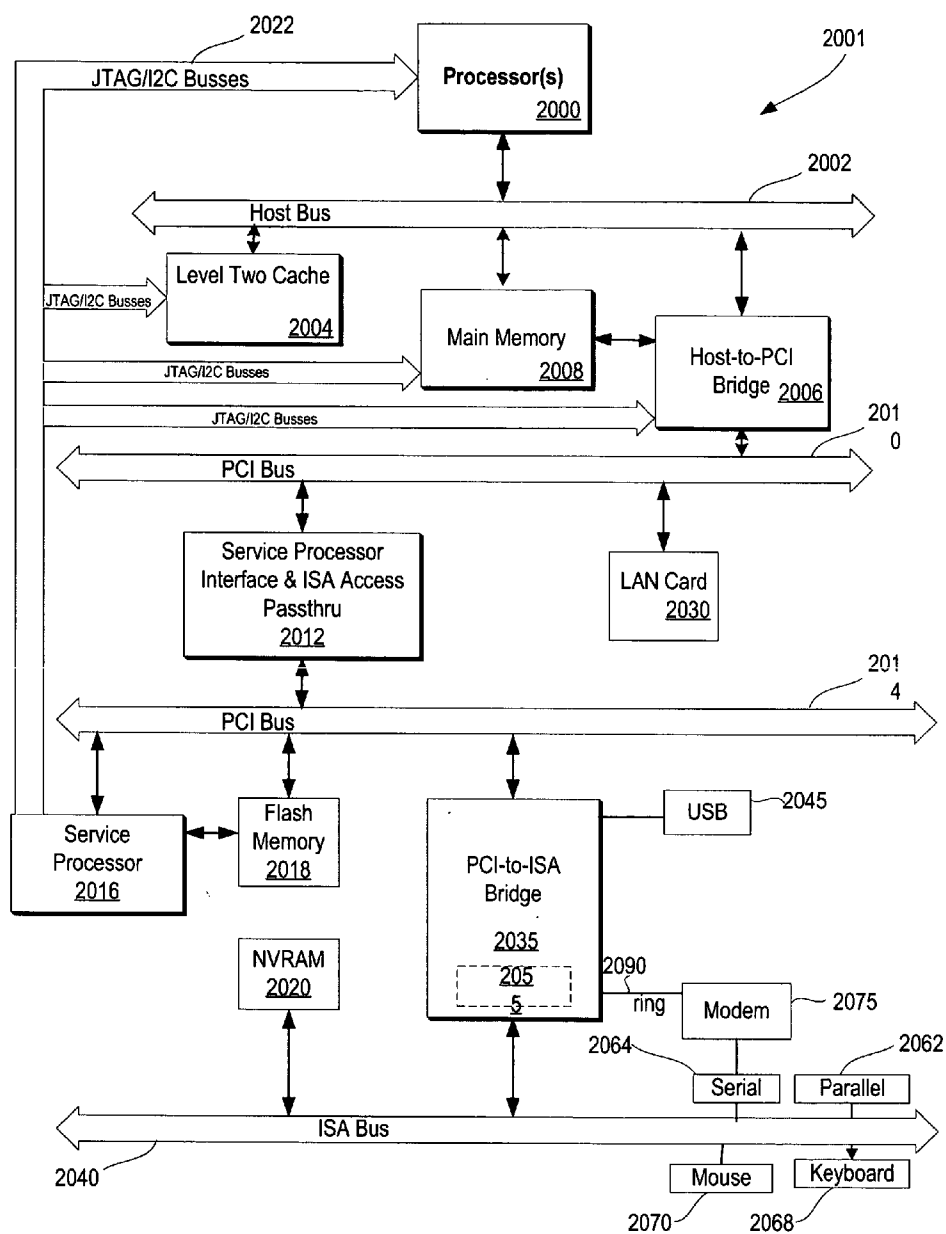 2022
2001
JTAG/I2C Busses
Processor(s)
2000
2002
Host Bus
Level Two Cache
2004
JTAG/I2C Busses
Main Memory
2008
Host-to-PCI
Bridge
2006
JTAG/I2C Busses
JTAG/I2C Busses
201
0
PCI Bus
Service Processor
Interface & ISA Access
Passthru
2012
LAN Card
2030
201
4
PCI Bus
Service
Processor
2016
Flash
Memory
2018
USB
2045
PCI-to-ISA
Bridge
2035
205
5
NVRAM
2020
2090
ring
Modem
2075
2064
2062
Serial
Parallel
ISA Bus
2040
Mouse
Keyboard
2070
2068